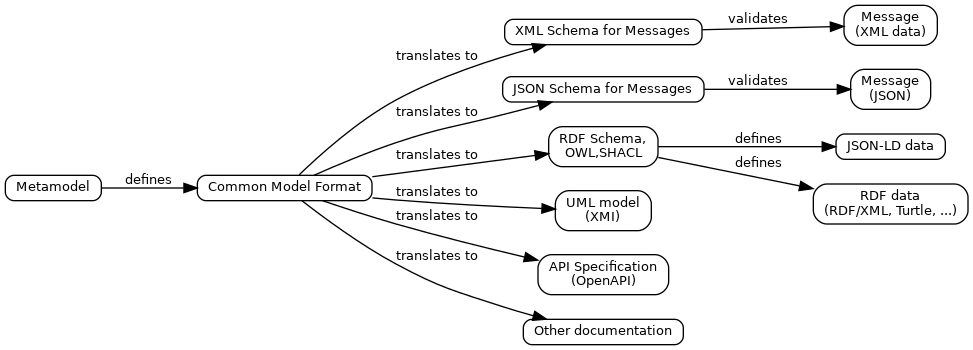 Metamodel
defines
Common Model Format
translates to
XML Schema for Messages
validates
Message
(XML data)
translates to
JSON Schema for Messages
validates
Message
(JSON)
translates to
RDF Schema,
OWL,SHACL
defines
JSON-LD data
defines
RDF data
(RDF/XML, Turtle, ...)
translates to
UML model
(XMI)
translates to
API Specification
(OpenAPI)
translates to
Other documentation